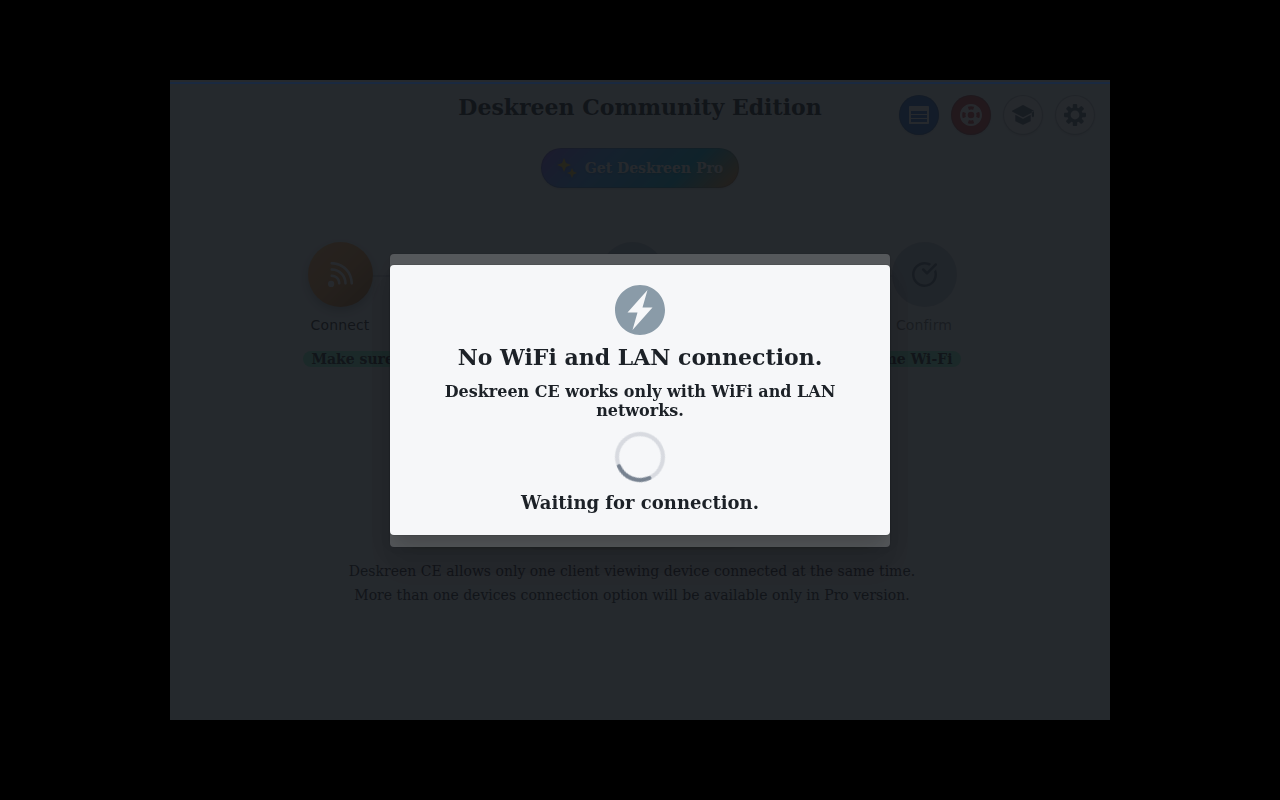 Deskreen Community Edition
Get Deskreen Pro
Connect
Confirm
Make sure
ne Wi-Fi
No WiFi and LAN connection.
Deskreen CE works only with WiFi and LAN
networks.
Waiting for connection.
Deskreen CE allows only one client viewing device connected at the same time.
More than one devices connection option will be available only in Pro version.